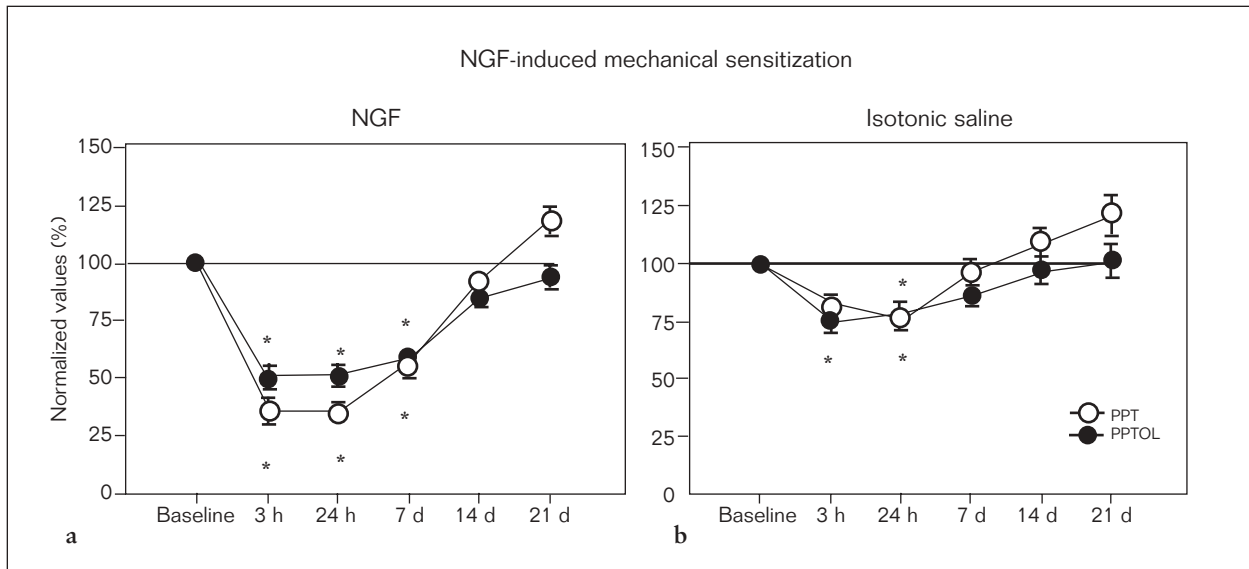 NGF-induced mechanical sensitization
NGF
Normalized values (%)
150
125
100
75
50
25
0
* * *
* * *
Baseline 3 h 24 h 7 d 14 d 21 d
a
Isotonic saline
150
125
100
75
50
25
0
*
* *
PPT
PPTOL
Baseline 3 h 24 h 7 d 14 d 21 d
b